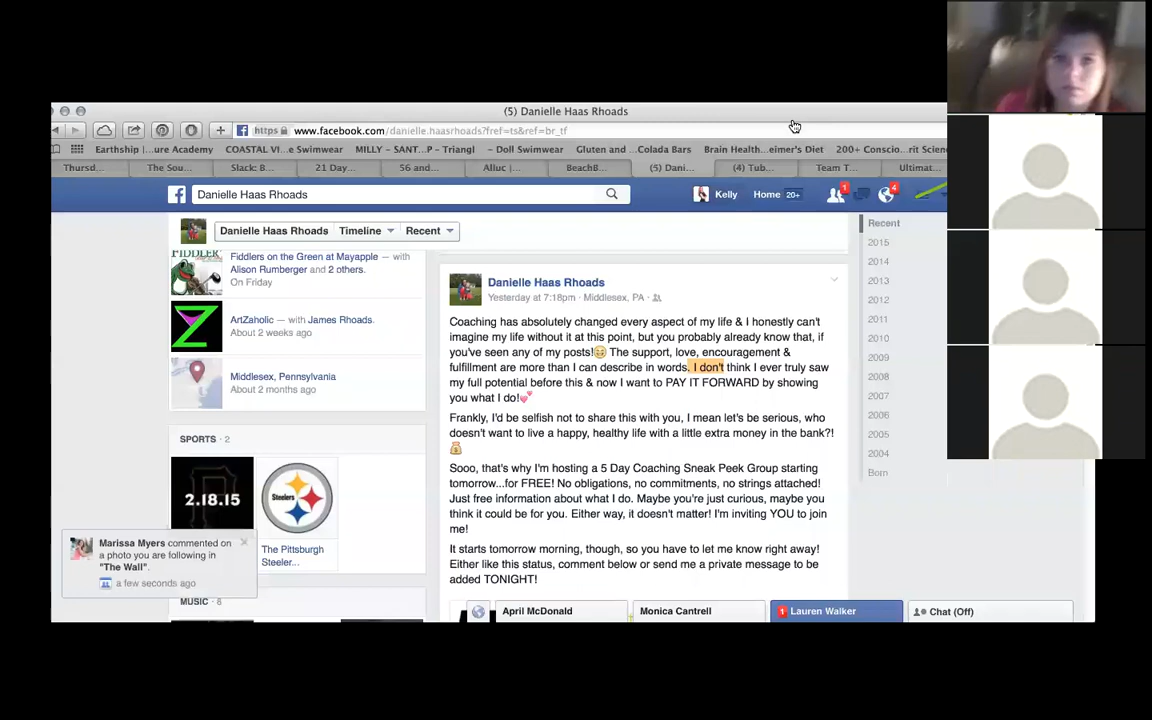 (5) Danielle Haas Rhoads
https www.facebook.com/danielle.haasrhoads?fref=ts&ref=br_tf
Earthship |...ure Academy COASTAL VI...e Swimwear MILLY – SANT...P - Triangl – Doll Swimwear Gluten and ...Colada Bars Brain Health...eimer's Diet 200+ Conscio...rit Scien
Thursd... The Sou... Slack: B... 21 Day... 56 and... Alluc |... BeachB... (5) Dani... (4) Tub... Team T... Ultimat...
Danielle Haas Rhoads
Kelly Home 20+ 1 4
Danielle Haas Rhoads Timeline Recent
Recent
2015
2014
2013
2012
2011
2010
2009
2008
2007
2006
2005
2004
Born
FIDDLER
Fiddlers on the Green at Mayapple — with
Alison Rumberger and 2 others.
On Friday
ArtZaholic — with James Rhoads.
About 2 weeks ago
Middlesex, Pennsylvania
About 2 months ago
SPORTS · 2
2.18.15
Steelers
The Pittsburgh
Steeler...
Marissa Myers commented on
a photo you are following in
"The Wall".
a few seconds ago
MUSIC · 8
Danielle Haas Rhoads
Yesterday at 7:18pm · Middlesex, PA ·
Coaching has absolutely changed every aspect of my life & I honestly can't
imagine my life without it at this point, but you probably already know that, if
you've seen any of my posts!😆 The support, love, encouragement &
fulfillment are more than I can describe in words. I don't think I ever truly saw
my full potential before this & now I want to PAY IT FORWARD by showing
you what I do!💕
Frankly, I'd be selfish not to share this with you, I mean let's be serious, who
doesn't want to live a happy, healthy life with a little extra money in the bank?!
💰
Sooo, that's why I'm hosting a 5 Day Coaching Sneak Peek Group starting
tomorrow...for FREE! No obligations, no commitments, no strings attached!
Just free information about what I do. Maybe you're just curious, maybe you
think it could be for you. Either way, it doesn't matter! I'm inviting YOU to join
me!
It starts tomorrow morning, though, so you have to let me know right away!
Either like this status, comment below or send me a private message to be
added TONIGHT!
April McDonald Monica Cantrell 1 Lauren Walker Chat (Off)